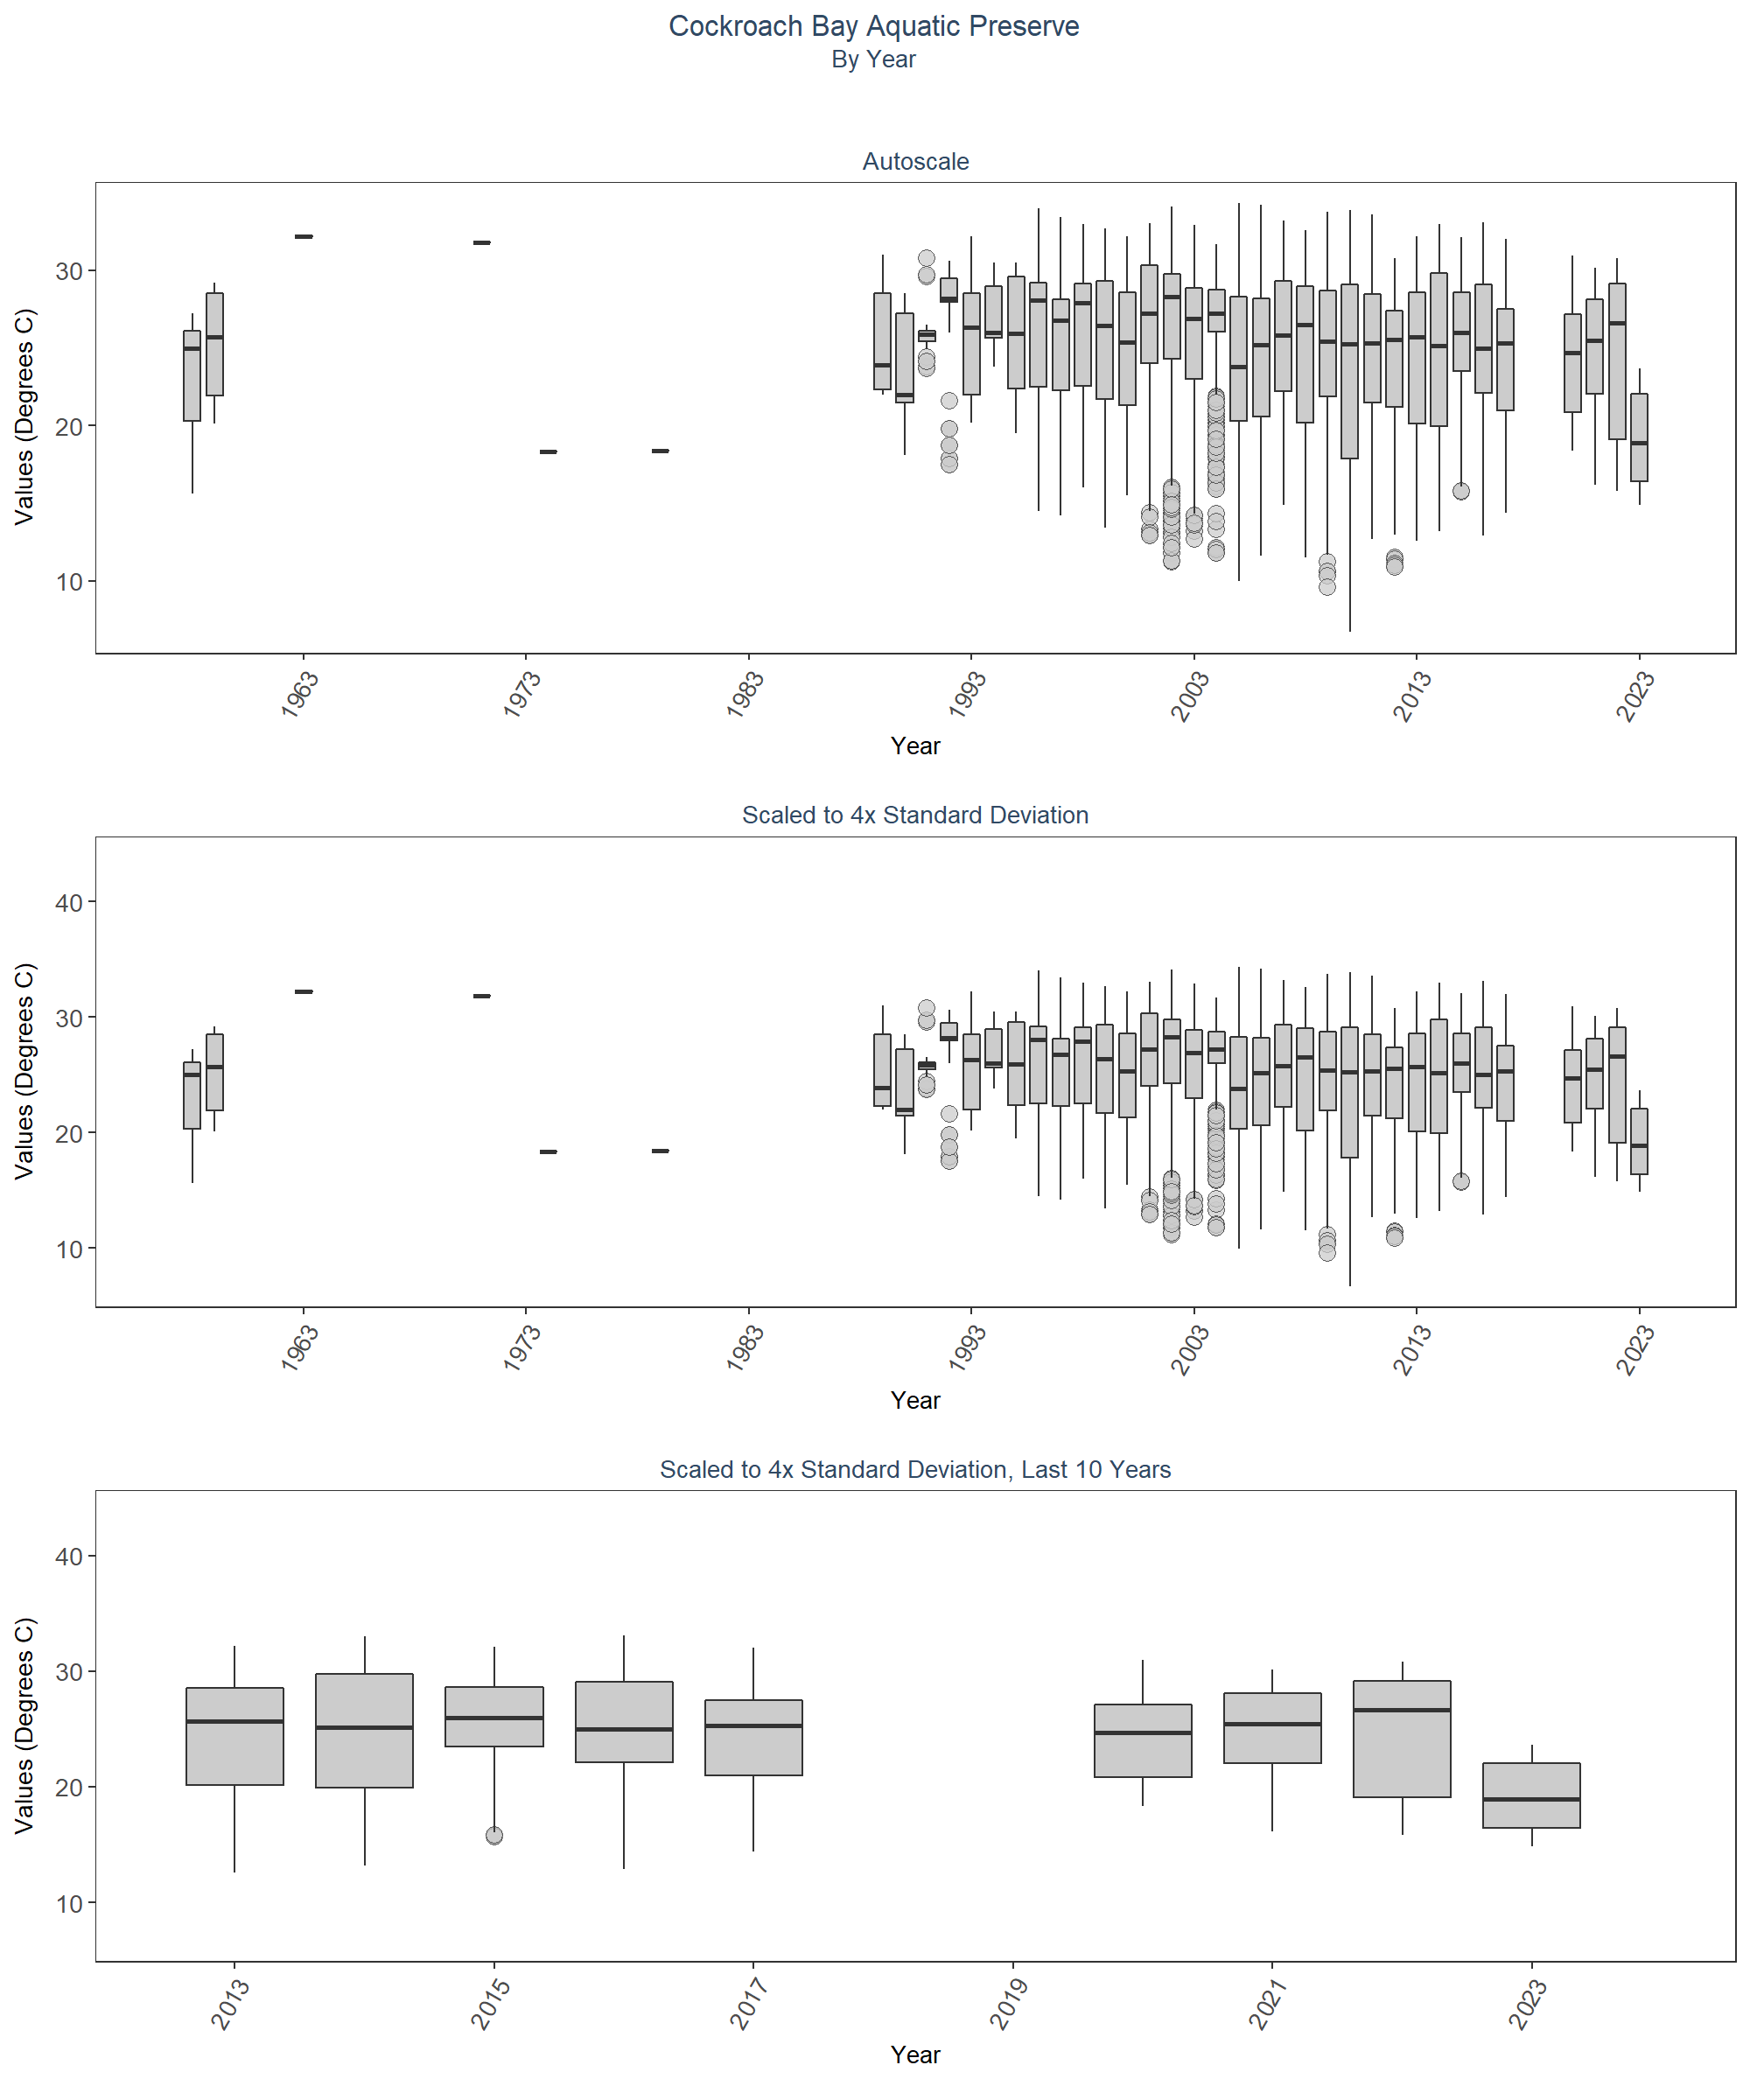 Cockroach Bay Aquatic Preserve
By Year
Autoscale
Values (Degrees C)
30
20
10
1963
1973
1983
1993
2003
2013
2023
Year
Scaled to 4x Standard Deviation
Values (Degrees C)
40
30
20
10
1963
1973
1983
1993
2003
2013
2023
Year
Scaled to 4x Standard Deviation, Last 10 Years
Values (Degrees C)
40
30
20
10
2013
2015
2017
2019
2021
2023
Year